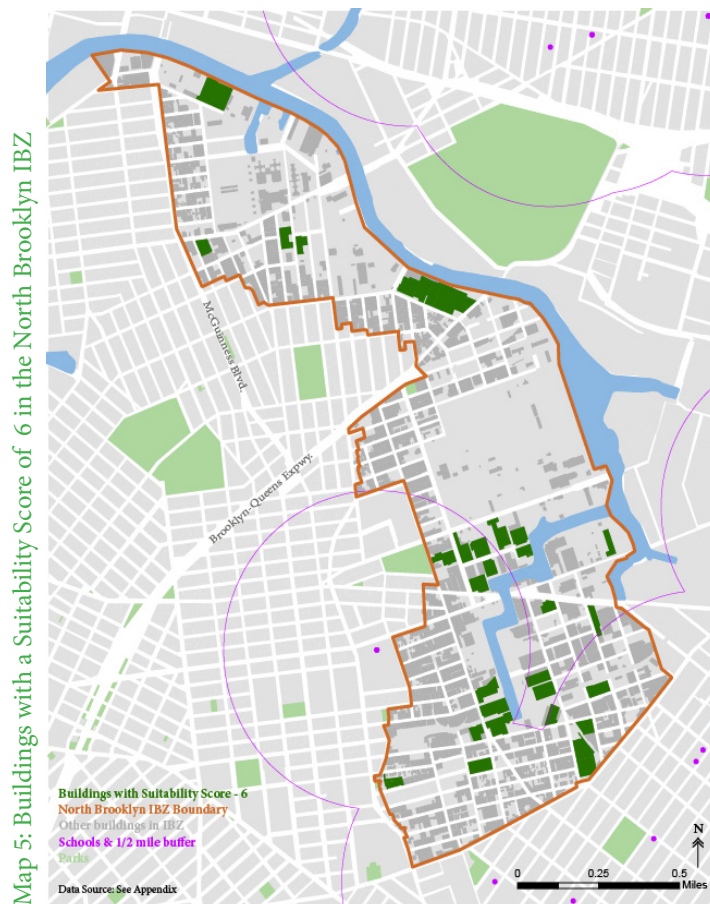 Map 5: Buildings with a Suitability Score of 6 in the North Brooklyn IBZ
McGuinness Blvd.
Brooklyn-Queens Expwy.
Buildings with Suitability Score - 6
North Brooklyn IBZ Boundary
Other buildings in IBZ
Schools & 1/2 mile buffer
Parks
Data Source: See Appendix
N
0 0.25 0.5
Miles